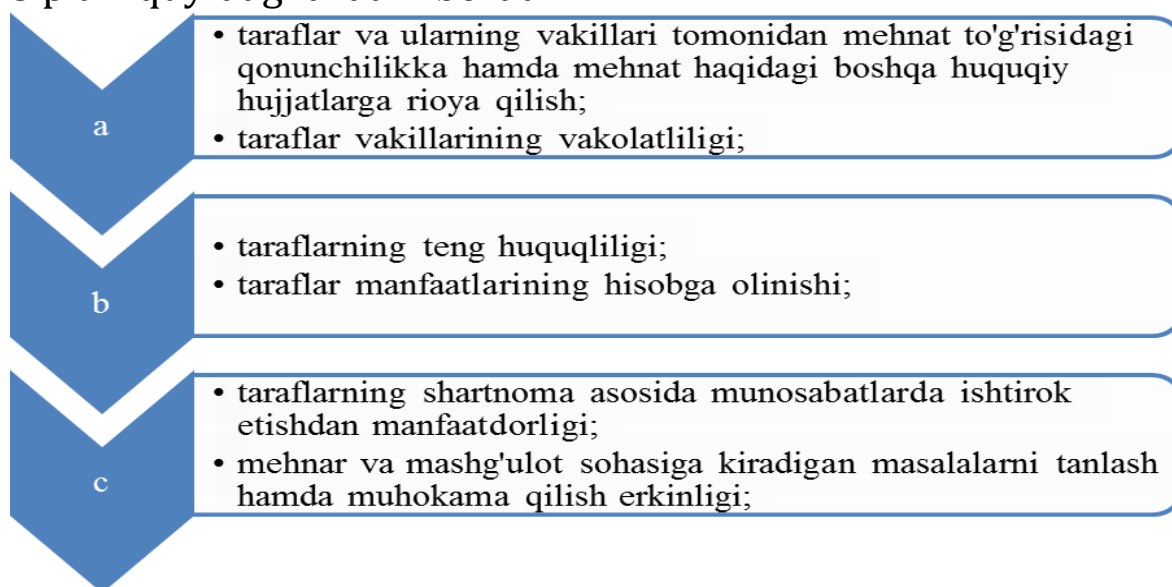 a
• taraflar va ularning vakillari tomonidan mehnat to'g'risidagi
qonunchilikka hamda mehnat haqidagi boshqa huquqiy
hujjatlarga rioya qilish;
• taraflar vakillarining vakolatliligi;
b
• taraflarning teng huquqliligi;
• taraflar manfaatlarining hisobga olinishi;
c
• taraflarning shartnoma asosida munosabatlarda ishtirok
etishdan manfaatdorligi;
• mehnar va mashg'ulot sohasiga kiradigan masalalarni tanlash
hamda muhokama qilish erkinligi;